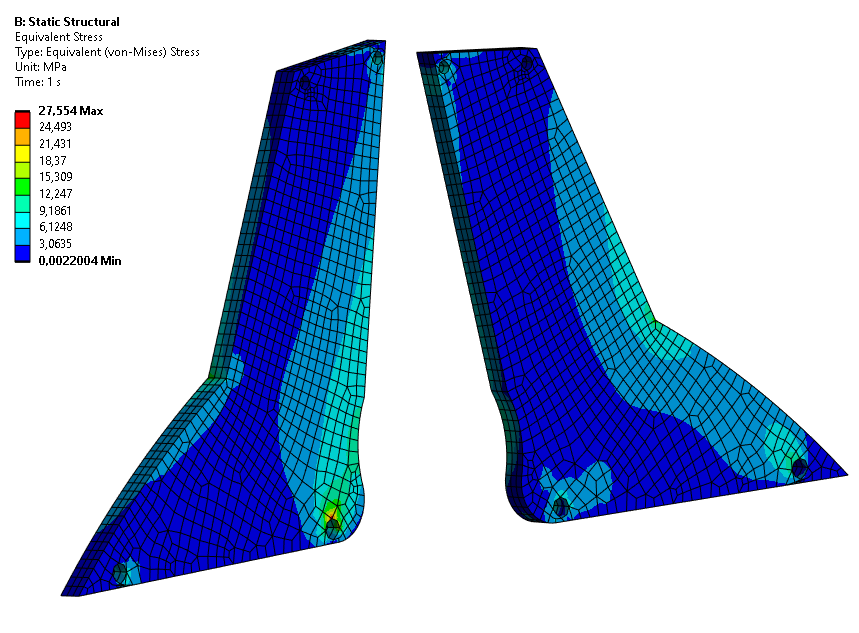 B: Static Structural
Equivalent Stress
Type: Equivalent (von-Mises) Stress
Unit: MPa
Time: 1 s
27,554 Max
24,493
21,431
18,37
15,309
12,247
9,1861
6,1248
3,0635
0,0022004 Min